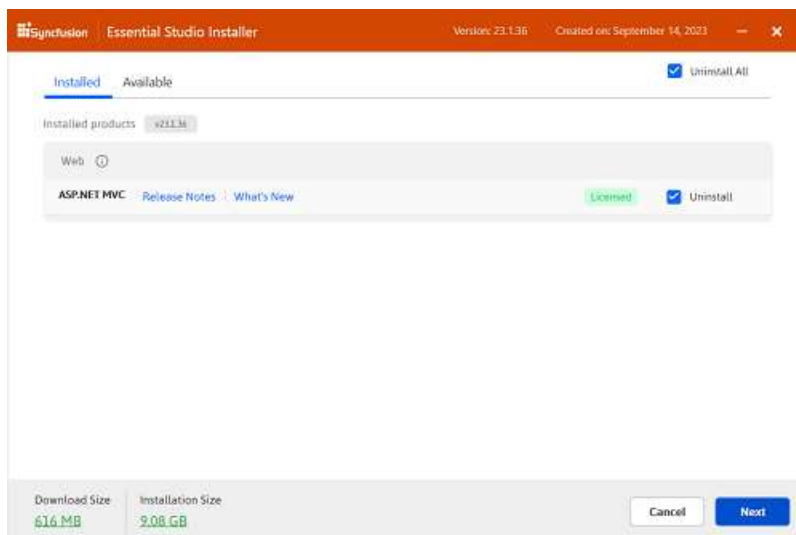 Syncfusion Essential Studio Installer Version: 23.1.36 Created on: September 14, 2023
Installed Available Uninstall All
Installed products v23.1.36
Web
ASP.NET MVC Release Notes What's New Licensed Uninstall
Download Size Installation Size
616 MB 9.08 GB
Cancel Next